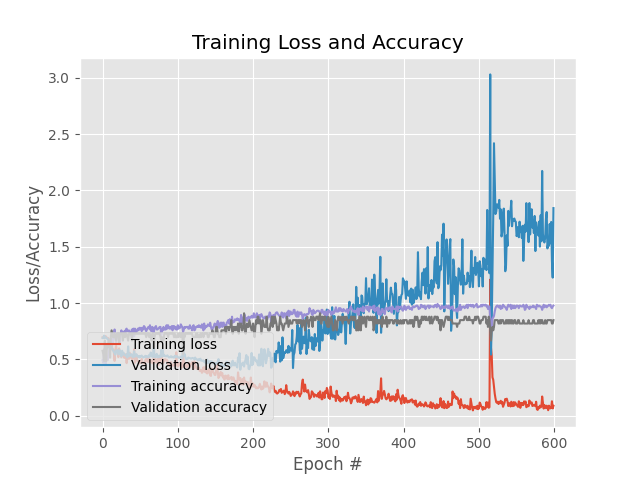 Training Loss and Accuracy
Loss/Accuracy
3.0
2.5
2.0
1.5
1.0
0.5
0.0
Training loss
Validation loss
Training accuracy
Validation accuracy
0 100 200 300 400 500 600
Epoch #